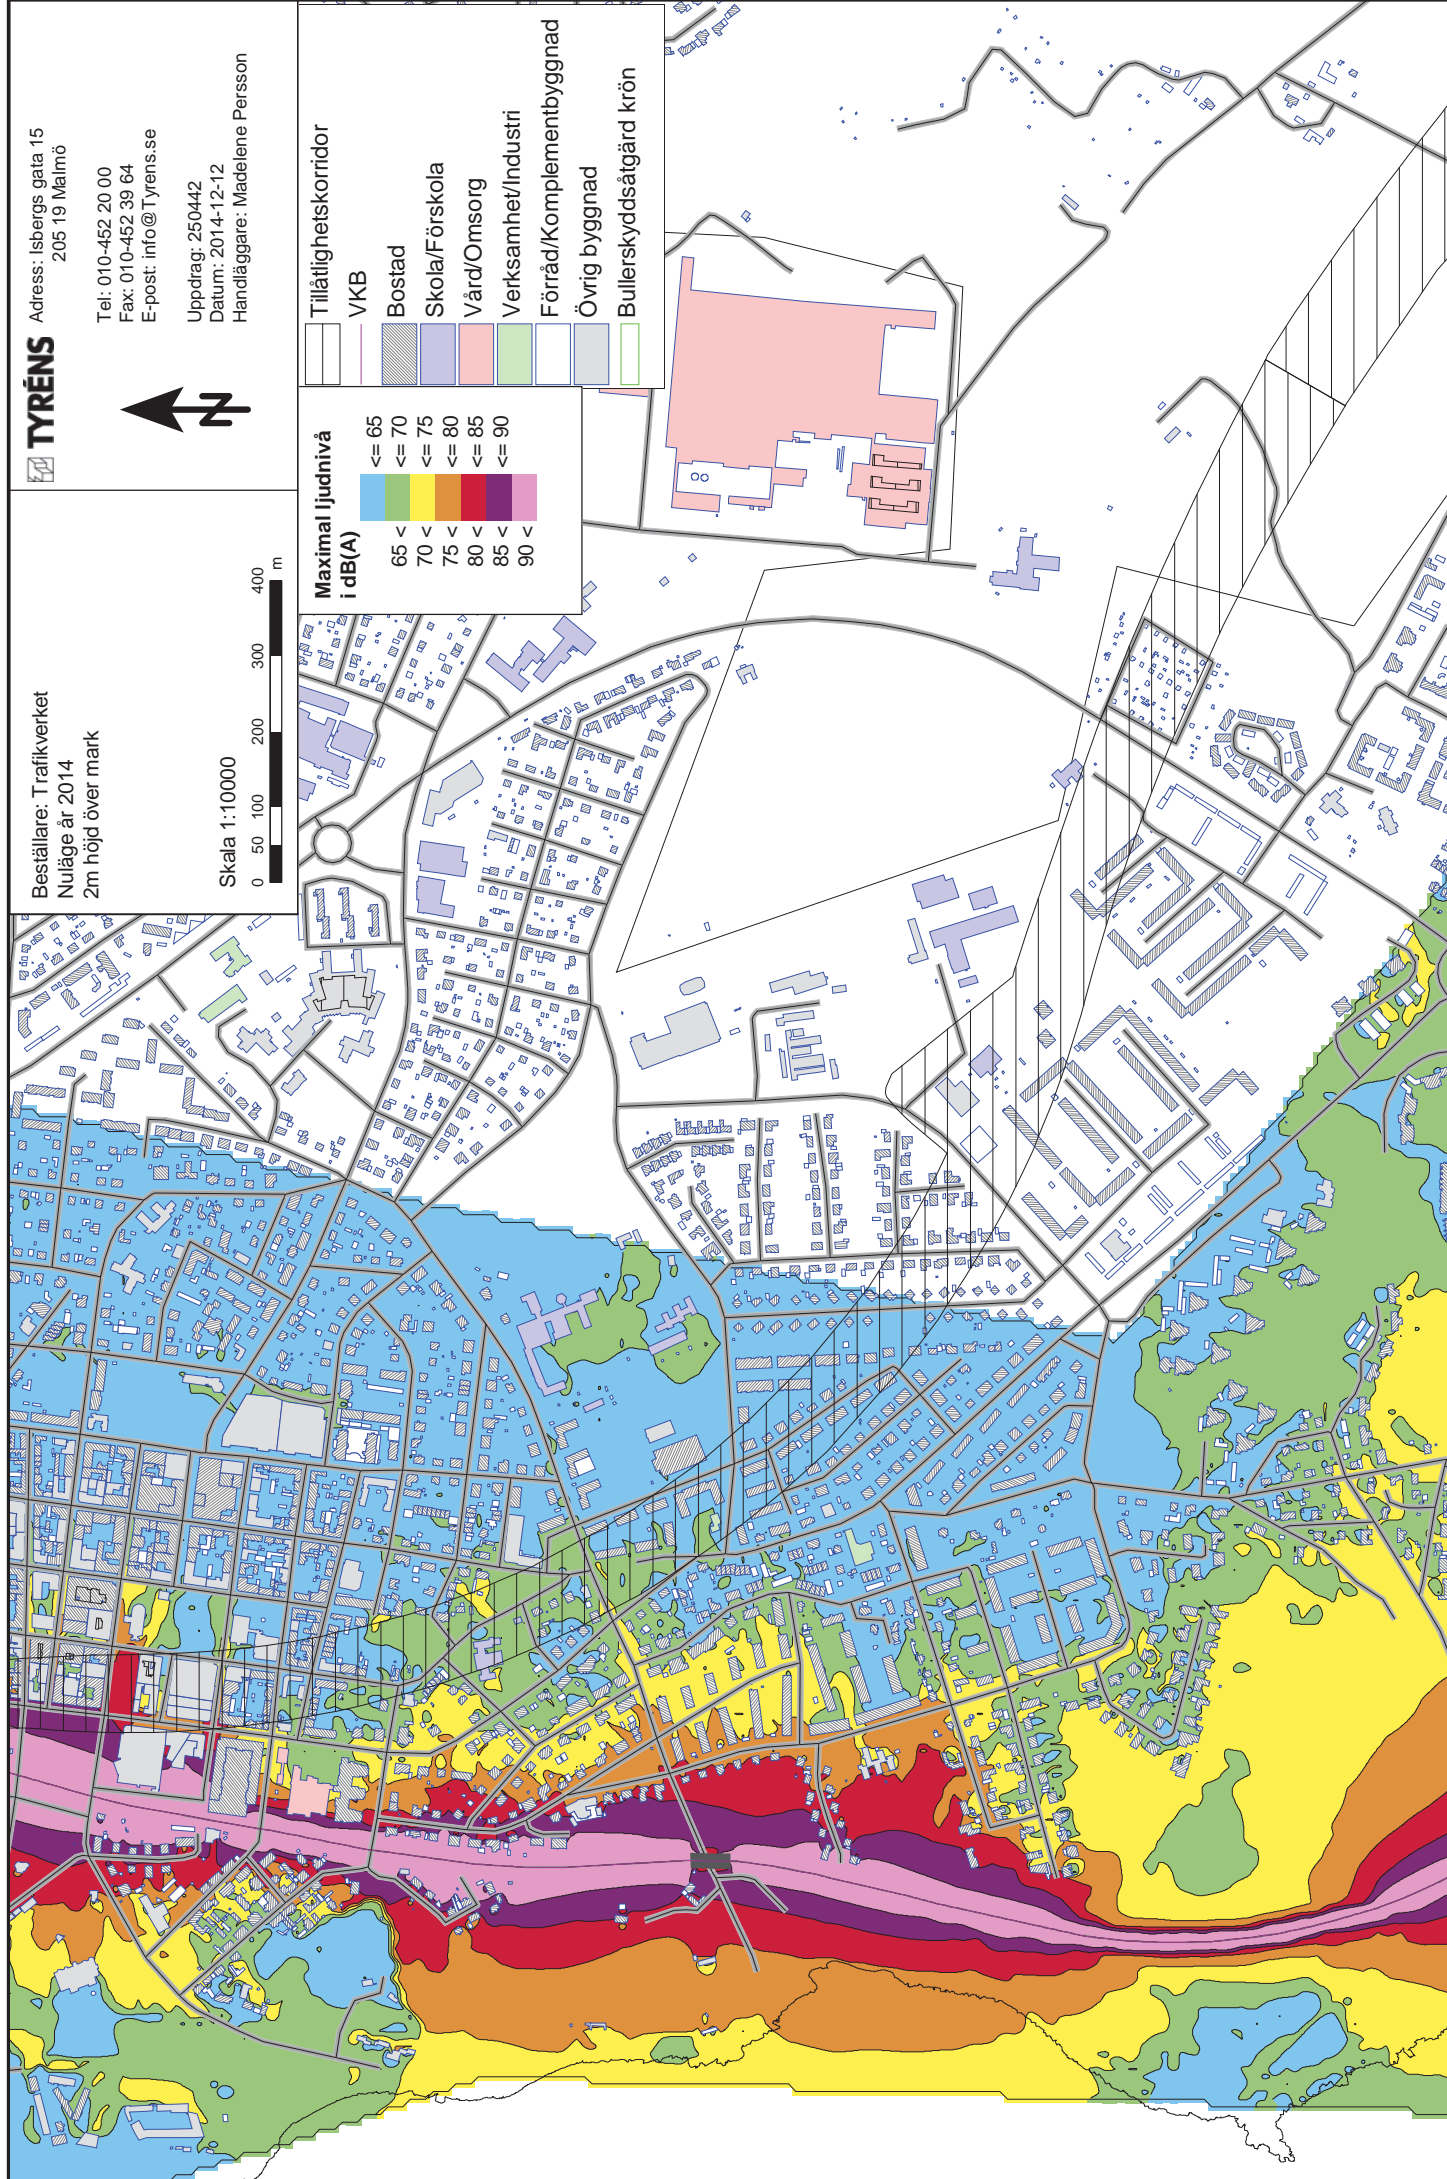 Beställare: Trafikverket
Nuläge år 2014
2m höjd över mark
Skala 1:10000
0 50 100 200 300 400
m
TYRÉNS
Adress: Isbergs gata 15
205 19 Malmö
Tel: 010-452 20 00
Fax: 010-452 39 64
E-post: info@Tyrens.se
Uppdrag: 250442
Datum: 2014-12-12
Handläggare: Madelene Persson
N
Maximal ljudnivå
i dB(A)
<= 65
65 < <= 70
70 < <= 75
75 < <= 80
80 < <= 85
85 < <= 90
90 <
Tillåtlighetskorridor
VKB
Bostad
Skola/Förskola
Vård/Omsorg
Verksamhet/Industri
Förråd/Komplementbyggnad
Övrig byggnad
Bullerskyddsåtgärd krön